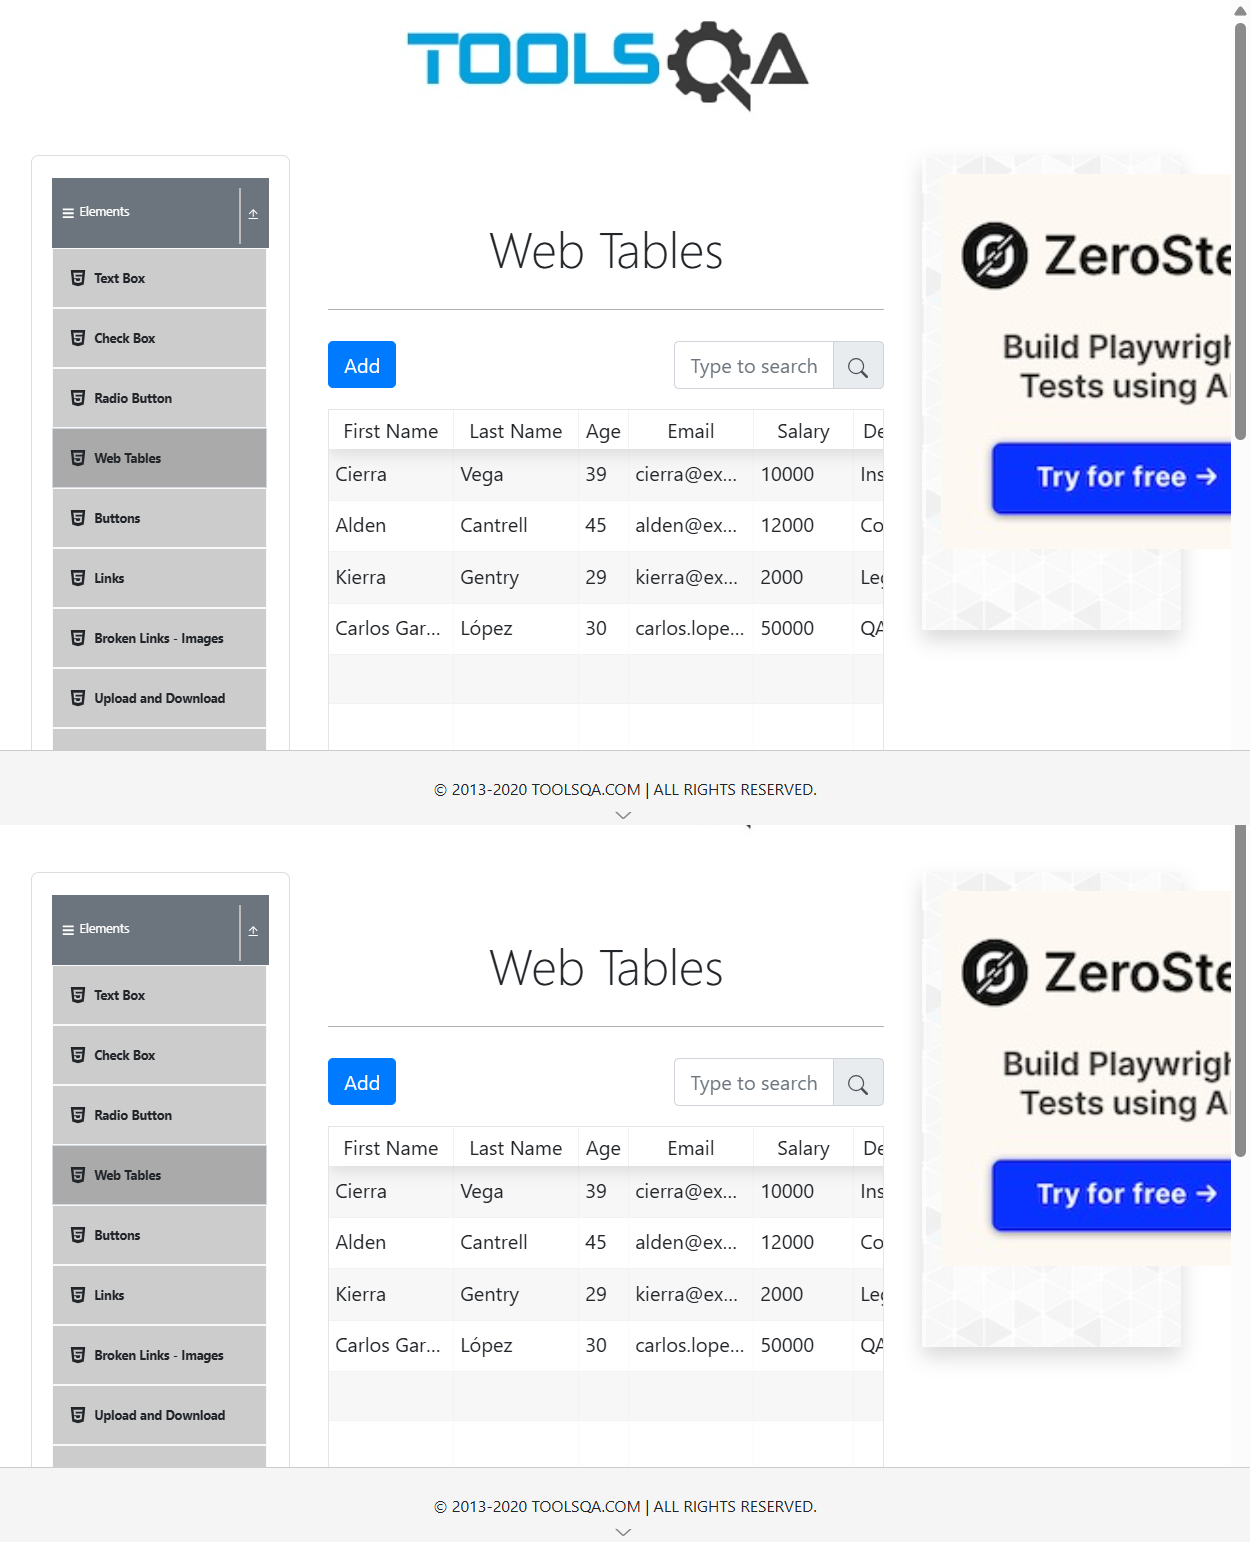 TOOLSQA
Elements
Text Box
Check Box
Radio Button
Web Tables
Buttons
Links
Broken Links - Images
Upload and Download
Web Tables
Add
Type to search
First Name Last Name Age Email Salary De
Cierra Vega 39 cierra@ex... 10000 Ins
Alden Cantrell 45 alden@ex... 12000 Co
Kierra Gentry 29 kierra@ex... 2000 Leg
Carlos Gar... López 30 carlos.lope... 50000 QA
ZeroSte
Build Playwrigh
Tests using AI
Try for free →
© 2013-2020 TOOLSQA.COM | ALL RIGHTS RESERVED.
Elements
Text Box
Check Box
Radio Button
Web Tables
Buttons
Links
Broken Links - Images
Upload and Download
Web Tables
Add
Type to search
First Name Last Name Age Email Salary De
Cierra Vega 39 cierra@ex... 10000 Ins
Alden Cantrell 45 alden@ex... 12000 Co
Kierra Gentry 29 kierra@ex... 2000 Leg
Carlos Gar... López 30 carlos.lope... 50000 QA
ZeroSte
Build Playwrigh
Tests using AI
Try for free →
© 2013-2020 TOOLSQA.COM | ALL RIGHTS RESERVED.